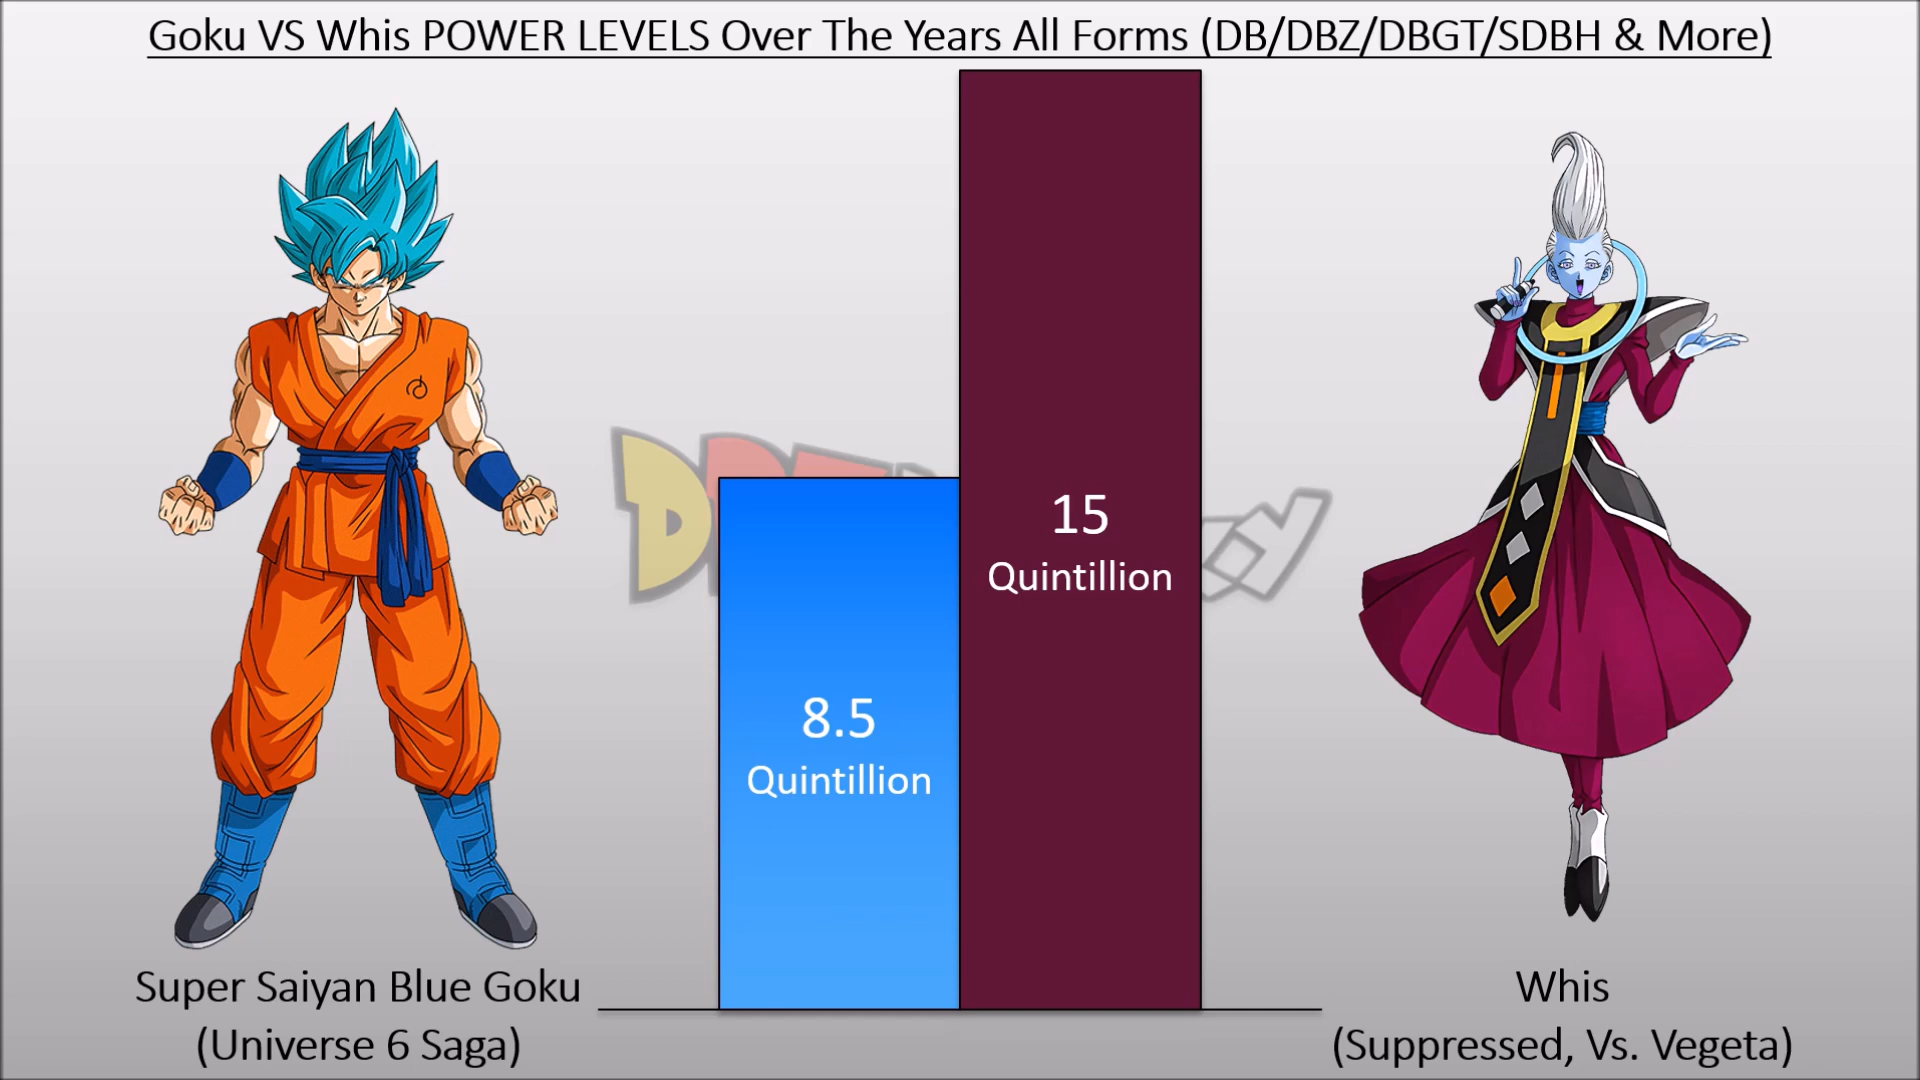 Goku VS Whis POWER LEVELS Over The Years All Forms (DB/DBZ/DBGT/SDBH & More)
15
Quintillion
8.5
Quintillion
Super Saiyan Blue Goku
(Universe 6 Saga)
Whis
(Suppressed, Vs. Vegeta)